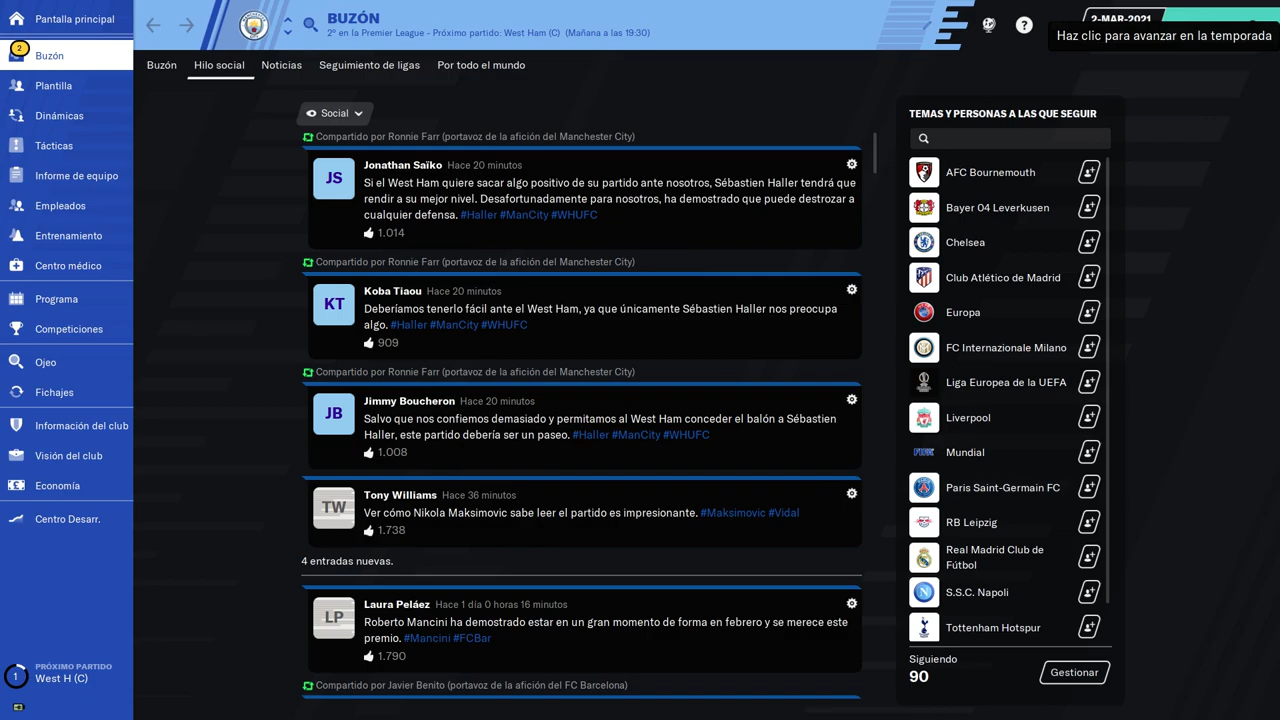 Pantalla principal
2
Buzón
Plantilla
Dinámicas
Tácticas
Informe de equipo
Empleados
Entrenamiento
Centro médico
Programa
Competiciones
Ojeo
Fichajes
Información del club
Visión del club
Economía
Centro Desarr.
1
PRÓXIMO PARTIDO
West H (C)
BUZÓN
2º en la Premier League - Próximo partido: West Ham (C) (Mañana a las 19:30)
?
2-MAR-2021
Haz clic para avanzar en la temporada
Buzón
Hilo social
Noticias
Seguimiento de ligas
Por todo el mundo
Social
Compartido por Ronnie Farr (portavoz de la afición del Manchester City)
JS
Jonathan Saïko Hace 20 minutos
Si el West Ham quiere sacar algo positivo de su partido ante nosotros, Sébastien Haller tendrá que
rendir a su mejor nivel. Desafortunadamente para nosotros, ha demostrado que puede destrozar a
cualquier defensa. #Haller #ManCity #WHUFC
1.014
Compartido por Ronnie Farr (portavoz de la afición del Manchester City)
KT
Koba Tiaou Hace 20 minutos
Deberíamos tenerlo fácil ante el West Ham, ya que únicamente Sébastien Haller nos preocupa
algo. #Haller #ManCity #WHUFC
909
Compartido por Ronnie Farr (portavoz de la afición del Manchester City)
JB
Jimmy Boucheron Hace 20 minutos
Salvo que nos confiemos demasiado y permitamos al West Ham conceder el balón a Sébastien
Haller, este partido debería ser un paseo. #Haller #ManCity #WHUFC
1.008
TW
Tony Williams Hace 36 minutos
Ver cómo Nikola Maksimovic sabe leer el partido es impresionante. #Maksimovic #Vidal
1.738
4 entradas nuevas.
LP
Laura Peláez Hace 1 día 0 horas 16 minutos
Roberto Mancini ha demostrado estar en un gran momento de forma en febrero y se merece este
premio. #Mancini #FCBar
1.790
Compartido por Javier Benito (portavoz de la afición del FC Barcelona)
TEMAS Y PERSONAS A LAS QUE SEGUIR
AFC Bournemouth
Bayer 04 Leverkusen
Chelsea
Club Atlético de Madrid
Europa
FC Internazionale Milano
Liga Europea de la UEFA
Liverpool
Mundial
Paris Saint-Germain FC
RB Leipzig
Real Madrid Club de
Fútbol
S.S.C. Napoli
Tottenham Hotspur
Siguiendo
90
Gestionar